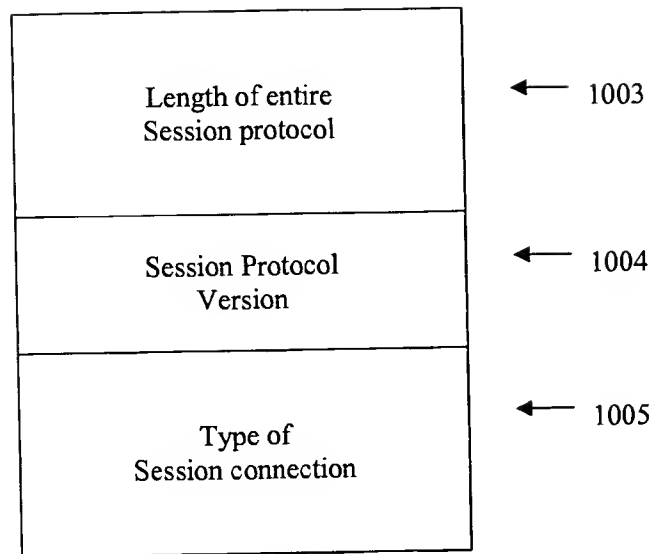 Length of entire
Session protocol
1003
Session Protocol
Version
1004
Type of
Session connection
1005